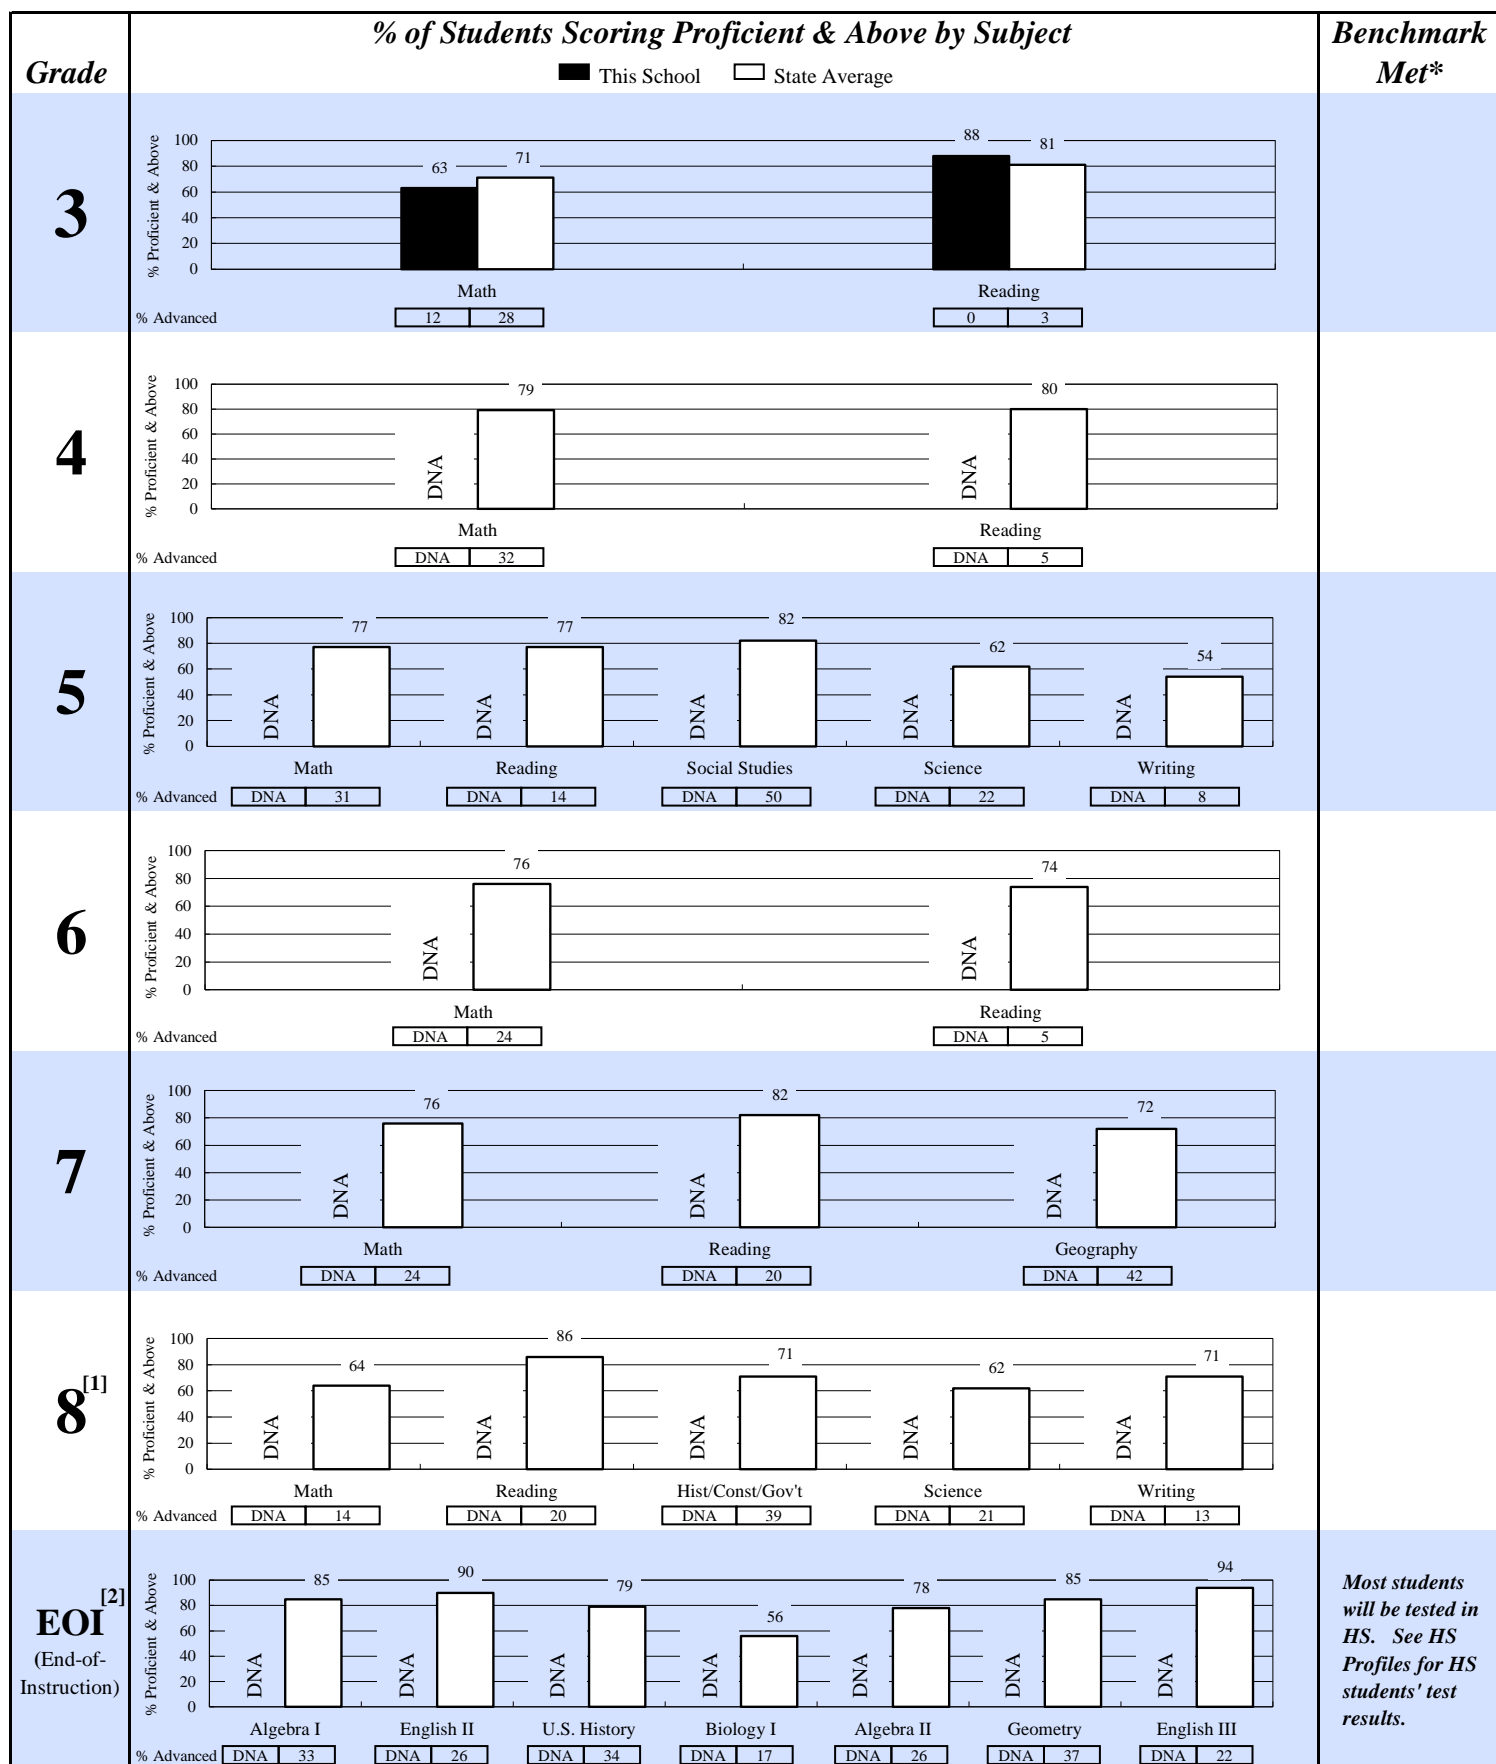 % of Students Scoring Proficient & Above by Subject
Benchmark
Met*
Grade
This School State Average
3
% Proficient & Above
100
80
60
40
20
0
63 71 88 81
Math Reading
% Advanced 12 28 0 3
4
% Proficient & Above
100
80
60
40
20
0
DNA 79 DNA 80
Math Reading
% Advanced DNA 32 DNA 5
5
% Proficient & Above
100
80
60
40
20
0
DNA 77 DNA 77 DNA 82 DNA 62 DNA 54
Math Reading Social Studies Science Writing
% Advanced DNA 31 DNA 14 DNA 50 DNA 22 DNA 8
6
% Proficient & Above
100
80
60
40
20
0
DNA 76 DNA 74
Math Reading
% Advanced DNA 24 DNA 5
7
% Proficient & Above
100
80
60
40
20
0
DNA 76 DNA 82 DNA 72
Math Reading Geography
% Advanced DNA 24 DNA 20 DNA 42
8[1]
% Proficient & Above
100
80
60
40
20
0
DNA 64 DNA 86 DNA 71 DNA 62 DNA 71
Math Reading Hist/Const/Gov't Science Writing
% Advanced DNA 14 DNA 20 DNA 39 DNA 21 DNA 13
EOI[2]
(End-of-
Instruction)
% Proficient & Above
100
80
60
40
20
0
DNA 85 DNA 90 DNA 79 DNA 56 DNA 78 DNA 85 DNA 94
Algebra I English II U.S. History Biology I Algebra II Geometry English III
% Advanced DNA 33 DNA 26 DNA 34 DNA 17 DNA 26 DNA 37 DNA 22
Most students
will be tested in
HS. See HS
Profiles for HS
students' test
results.